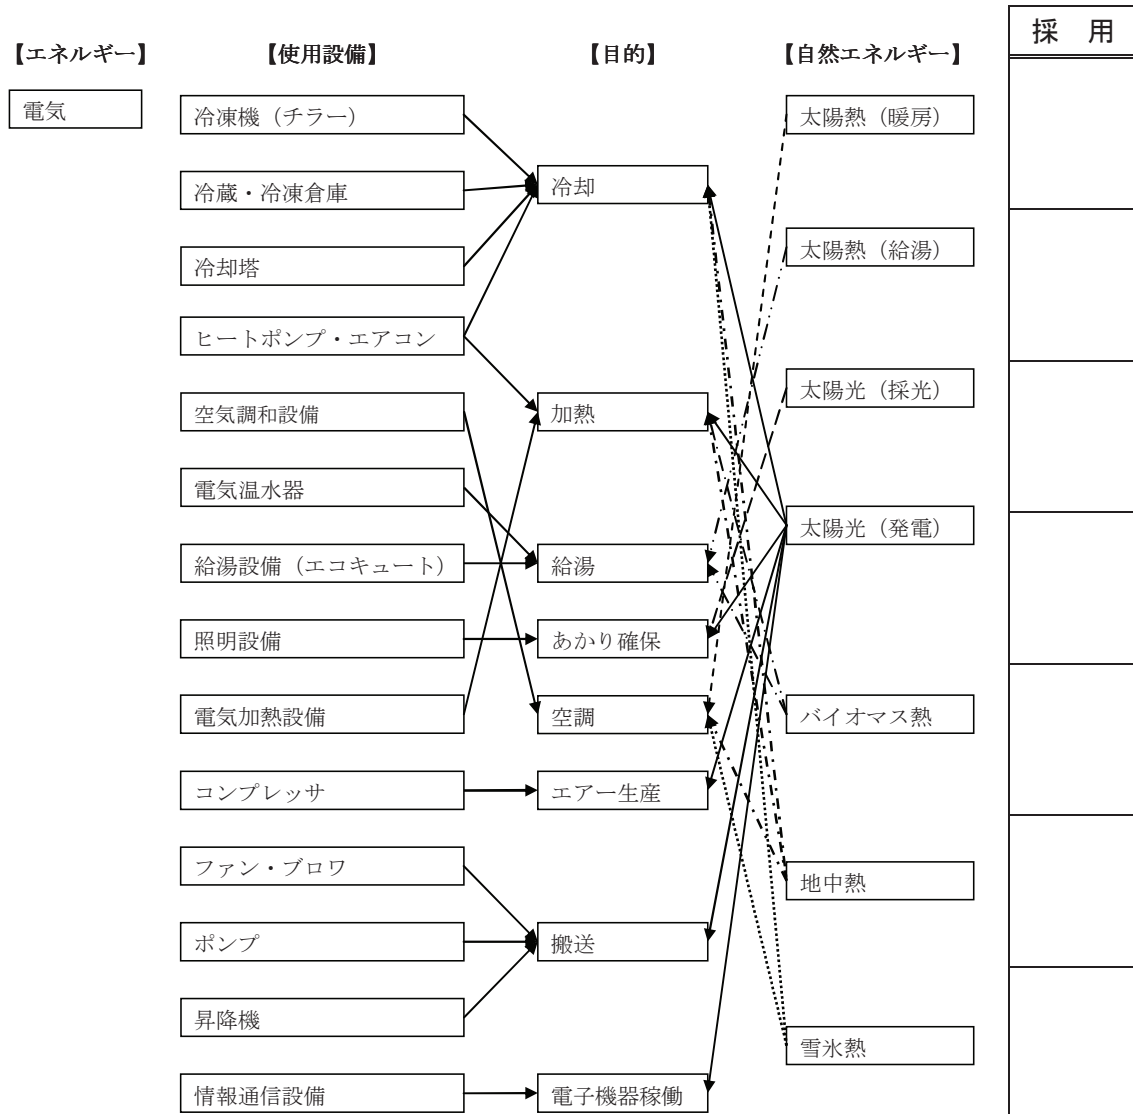 【エネルギー】
【使用設備】
【目的】
【自然エネルギー】
採 用
電気
冷凍機（チラー）
冷蔵・冷凍倉庫
冷却塔
ヒートポンプ・エアコン
空気調和設備
電気温水器
給湯設備（エコキュート）
照明設備
電気加熱設備
コンプレッサ
ファン・ブロワ
ポンプ
昇降機
情報通信設備
冷却
加熱
給湯
あかり確保
空調
エアー生産
搬送
電子機器稼働
太陽熱（暖房）
太陽熱（給湯）
太陽光（採光）
太陽光（発電）
バイオマス熱
地中熱
雪氷熱